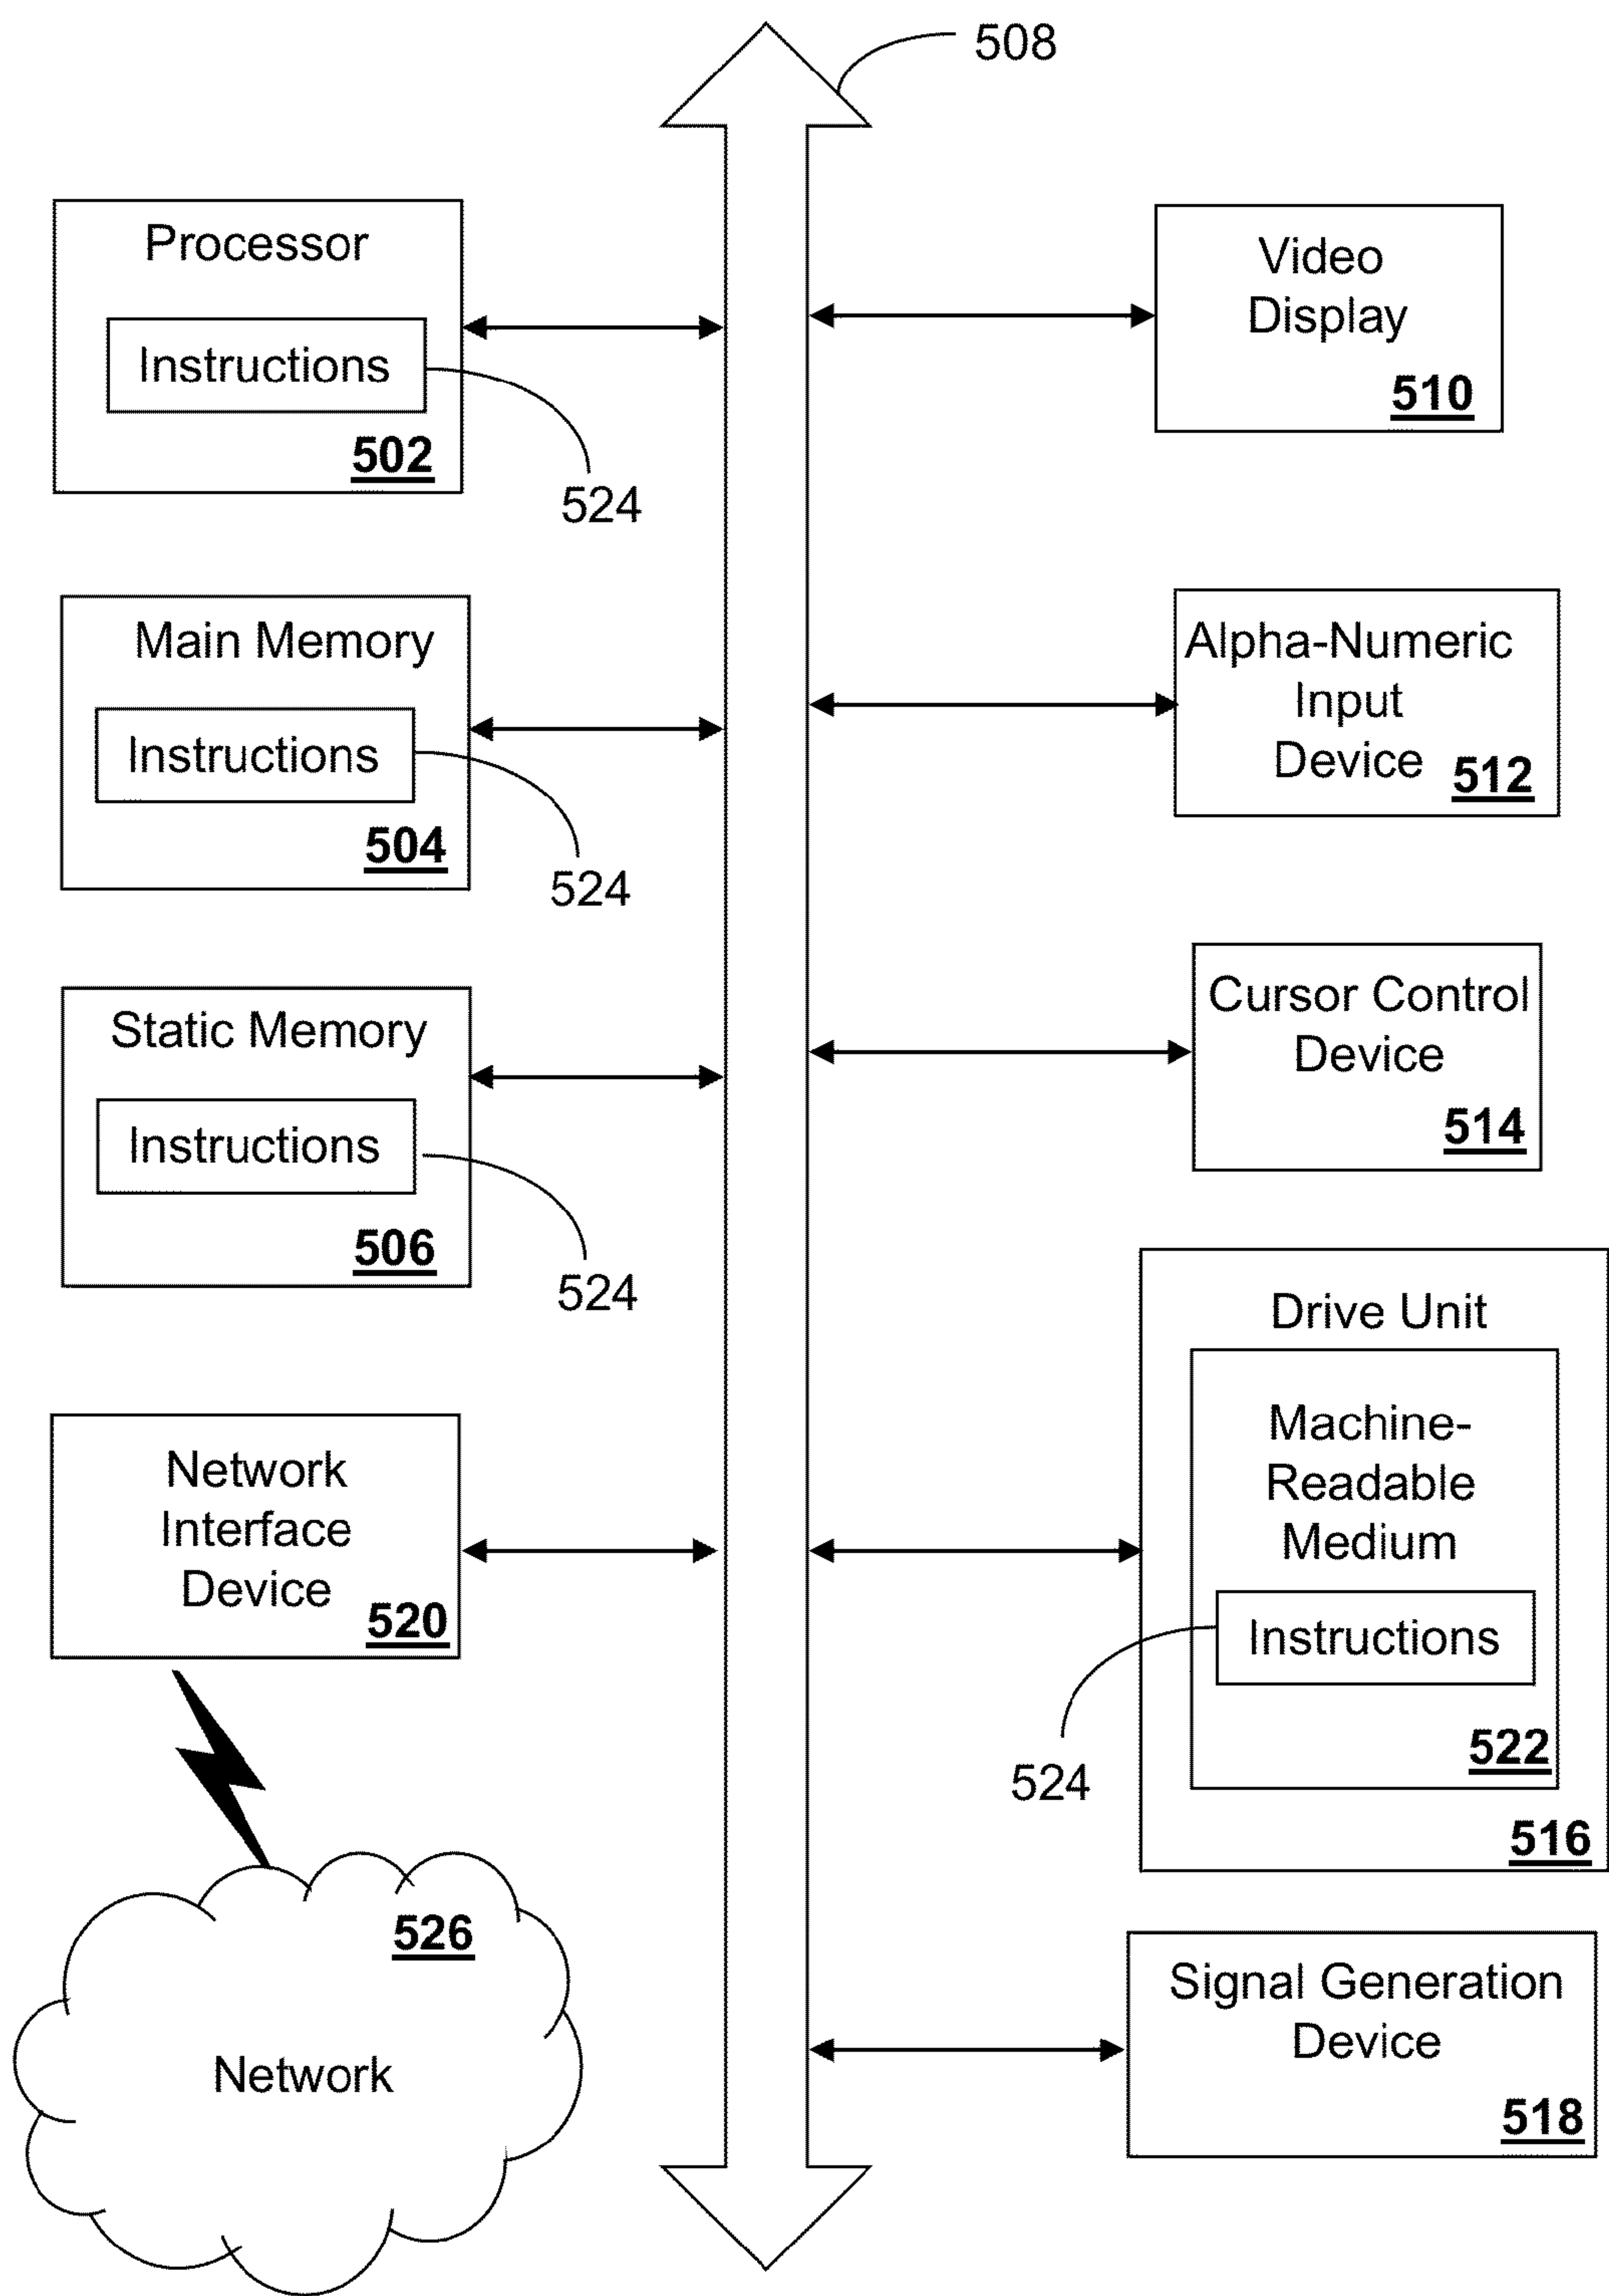 508
Processor
Instructions
502
524
Main Memory
Instructions
504
524
Static Memory
Instructions
506
524
Network
Interface
Device
520
526
Network
Video
Display
510
Alpha-Numeric
Input
Device
512
Cursor Control
Device
514
Drive Unit
Machine-
Readable
Medium
Instructions
522
524
516
Signal Generation
Device
518